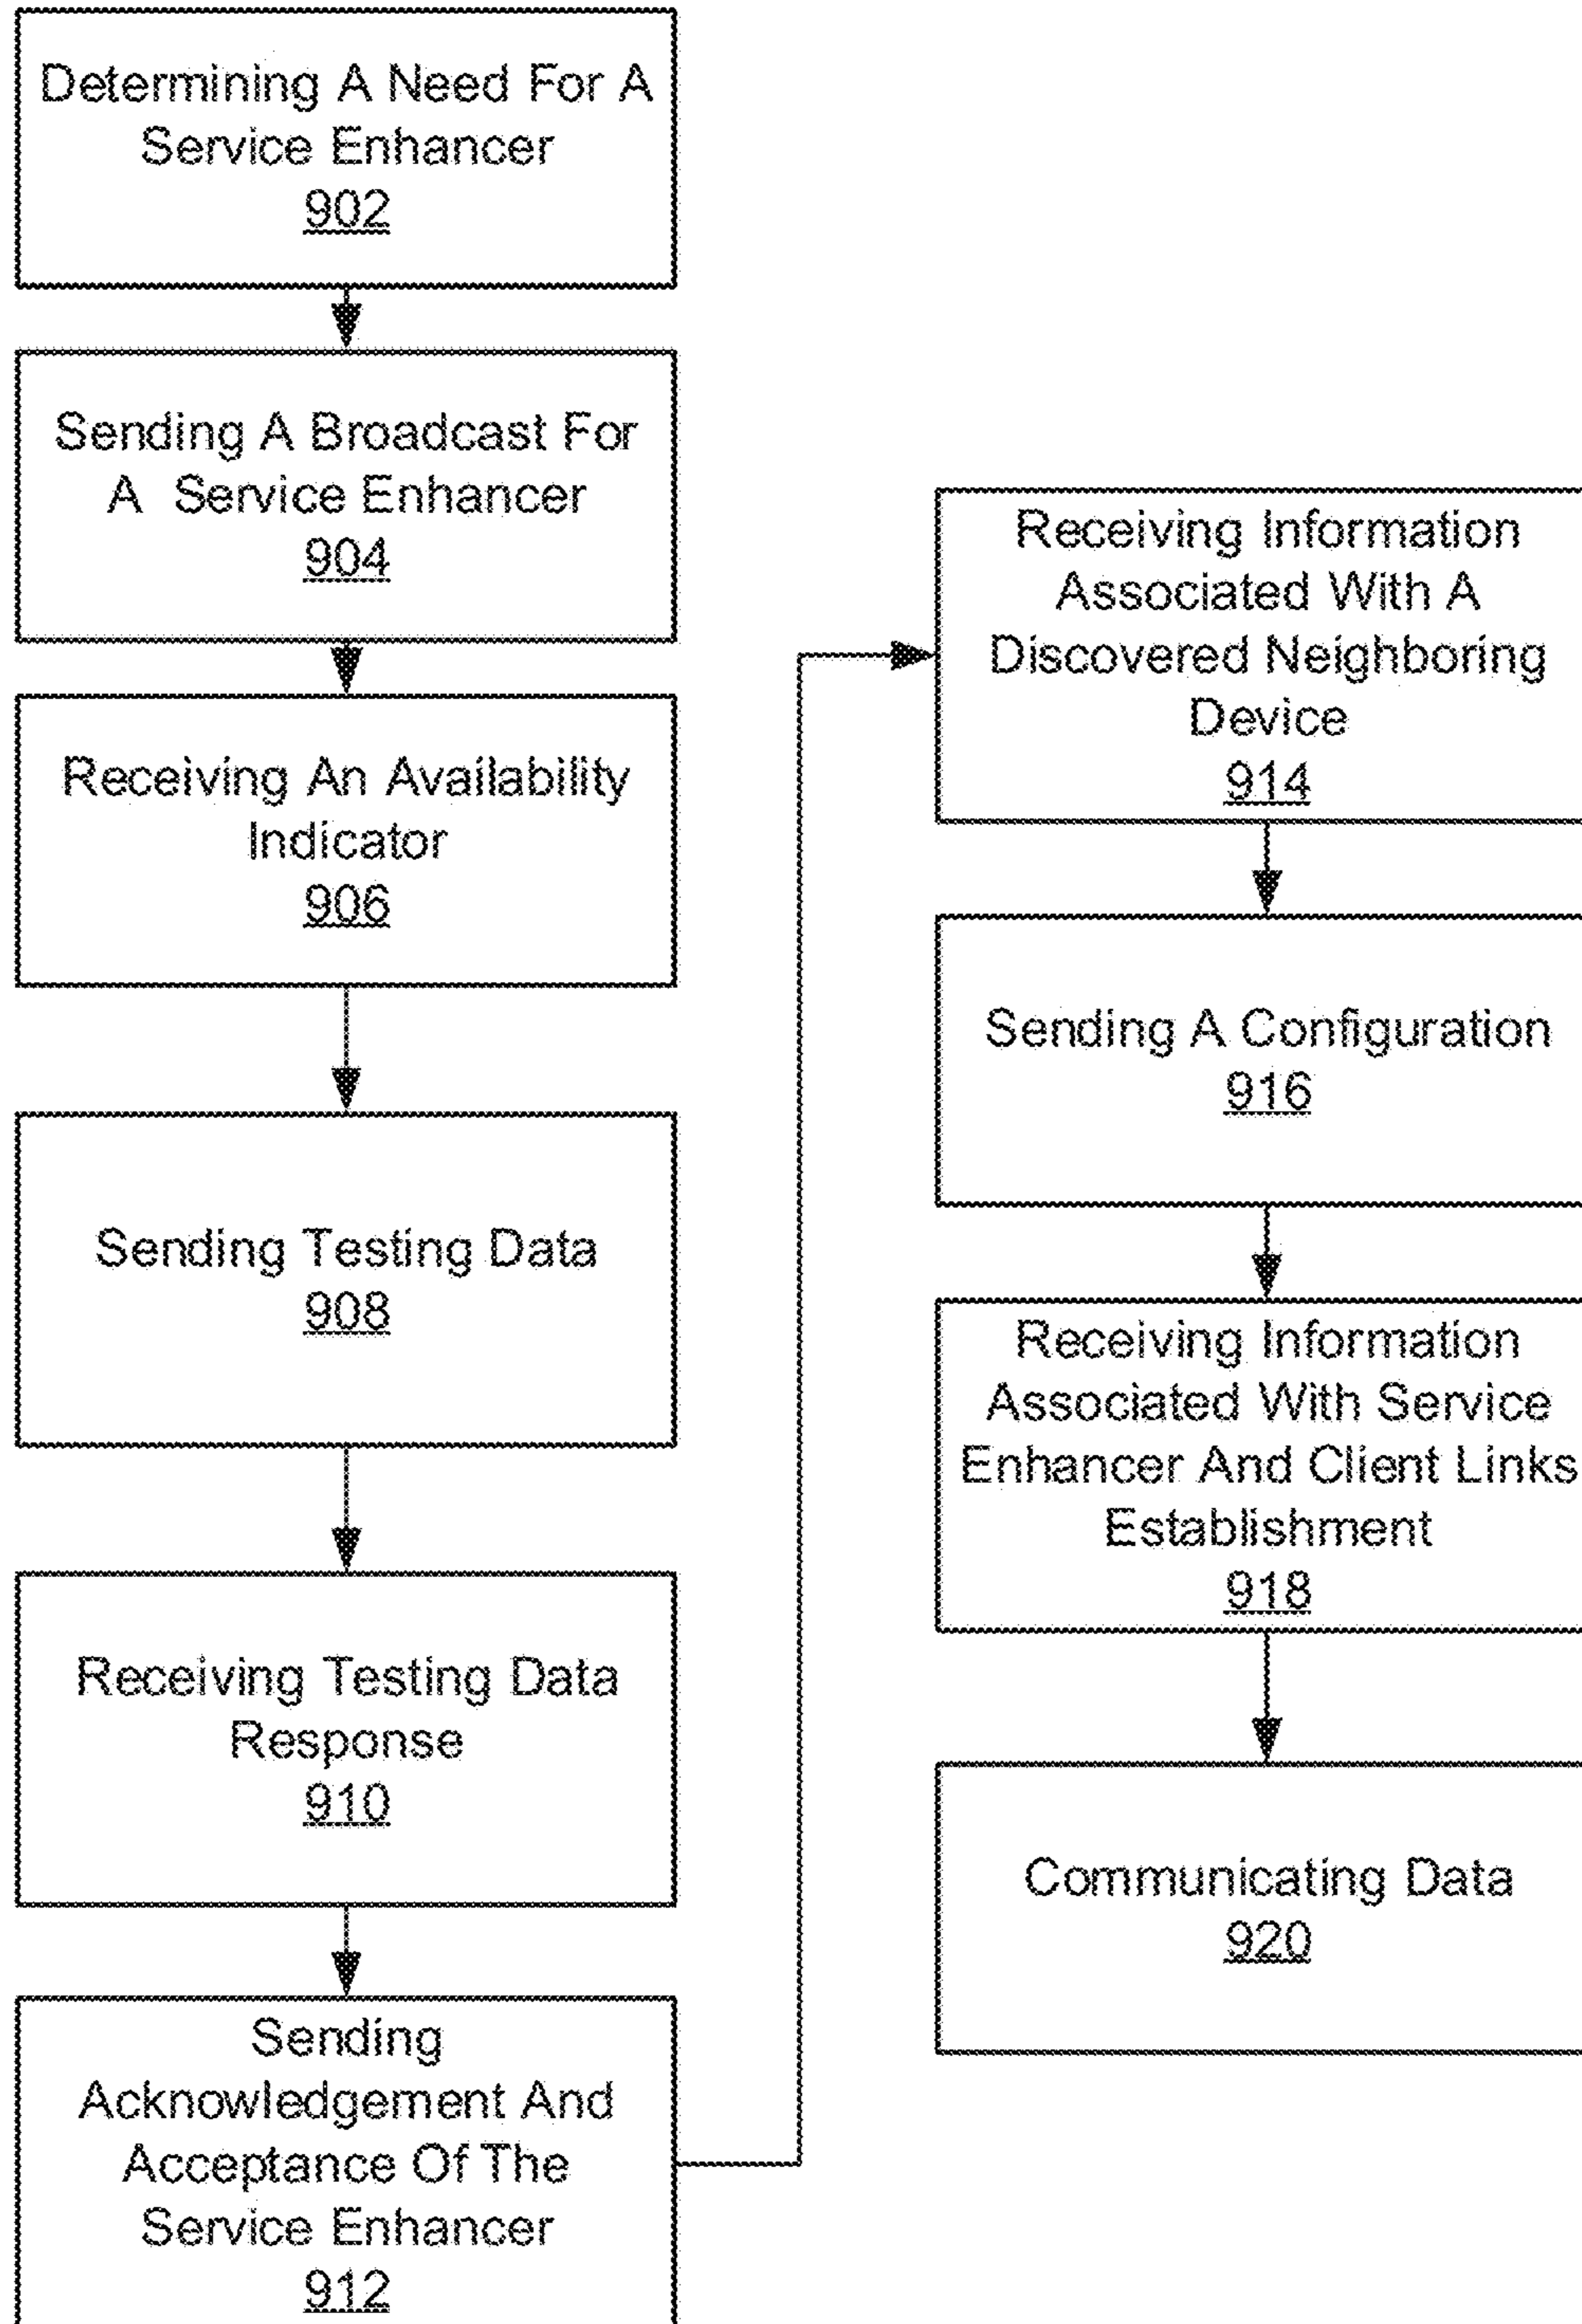 Determining A Need For A
Service Enhancer
902
Sending A Broadcast For
A Service Enhancer
904
Receiving An Availability
Indicator
906
Sending Testing Data
908
Receiving Testing Data
Response
910
Sending
Acknowledgement And
Acceptance Of The
Service Enhancer
912
Receiving Information
Associated With A
Discovered Neighboring
Device
914
Sending A Configuration
916
Receiving Information
Associated With Service
Enhancer And Client Links
Establishment
918
Communicating Data
920